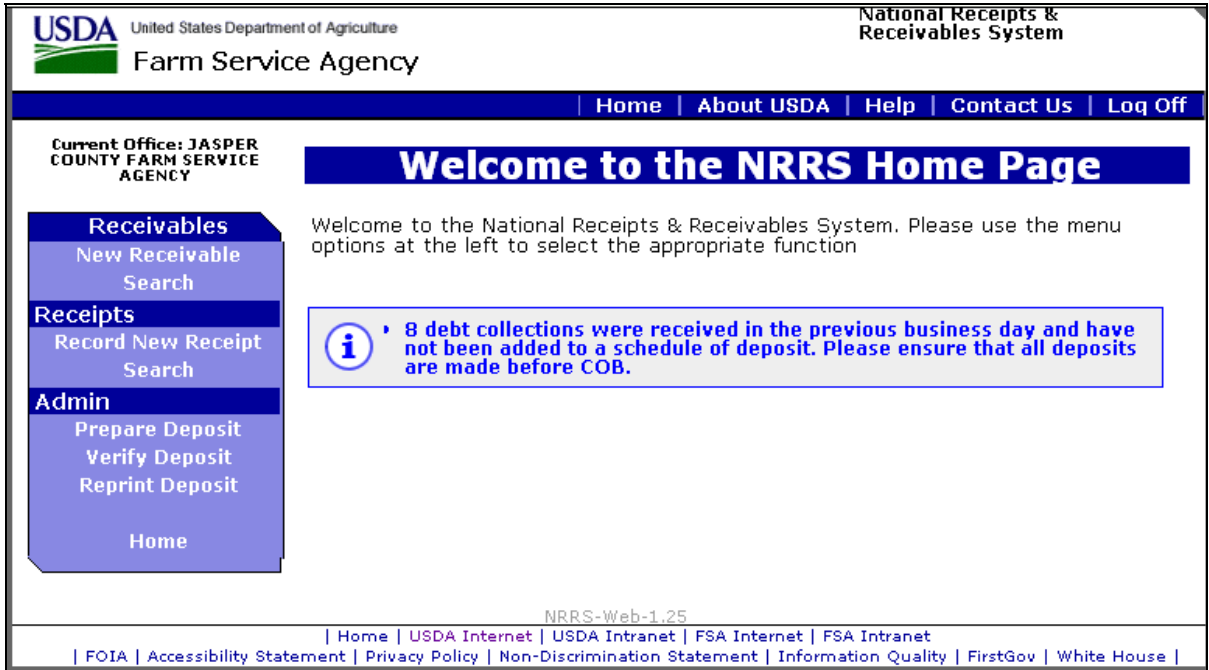 USDA United States Department of Agriculture
Farm Service Agency
National Receipts &
Receivables System
| Home | About USDA | Help | Contact Us | Log Off
Current Office: JASPER
COUNTY FARM SERVICE
AGENCY
Welcome to the NRRS Home Page
Receivables
New Receivable
Search
Receipts
Record New Receipt
Search
Admin
Prepare Deposit
Verify Deposit
Reprint Deposit
Home
Welcome to the National Receipts & Receivables System. Please use the menu
options at the left to select the appropriate function
8 debt collections were received in the previous business day and have
not been added to a schedule of deposit. Please ensure that all deposits
are made before COB.
NRRS-Web-1.25
| Home | USDA Internet | USDA Intranet | FSA Internet | FSA Intranet
| FOIA | Accessibility Statement | Privacy Policy | Non-Discrimination Statement | Information Quality | FirstGov | White House |